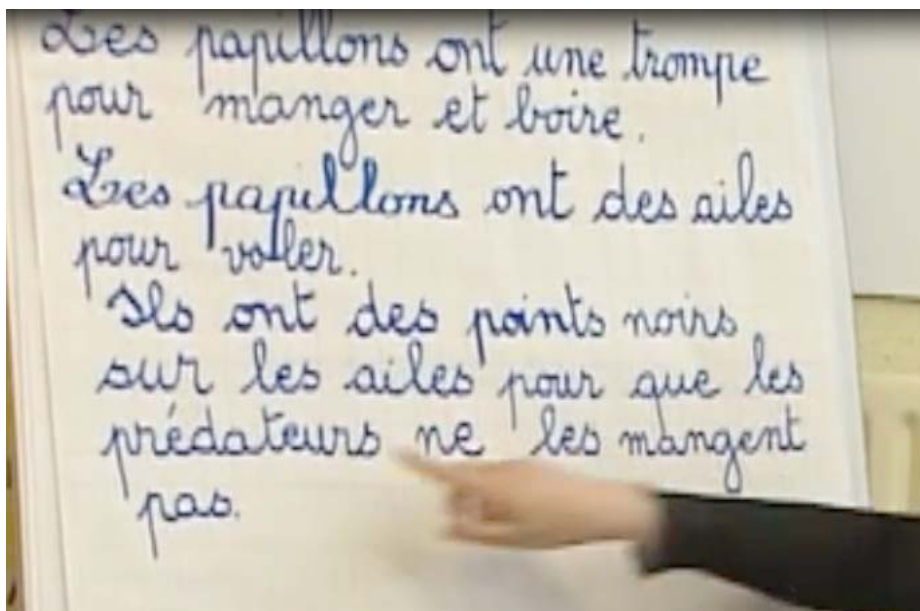 Les papillons ont une trompe
pour manger et boire.
Les papillons ont des ailes
pour voler.
Ils ont des points noirs
sur les ailes pour que les
prédateurs ne les mangent
pas.